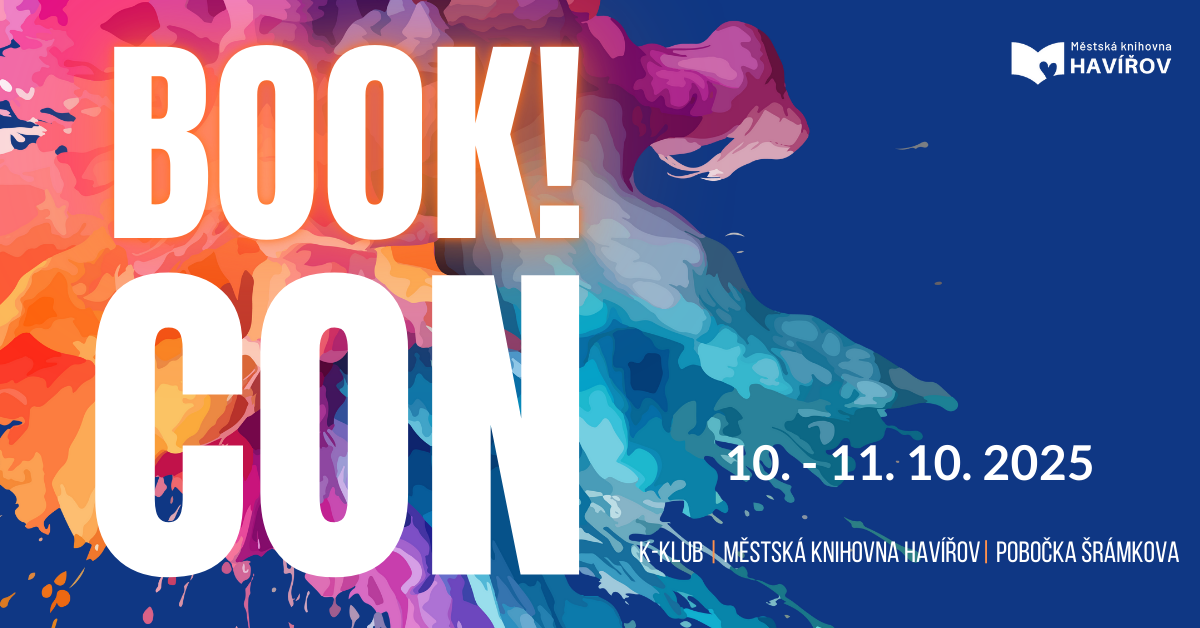 BOOK!
CON
Městská knihovna
HAVÍŘOV
10. - 11. 10. 2025
K-KLUB | MĚSTSKÁ KNIHOVNA HAVÍŘOV | POBOČKA ŠRÁMKOVA